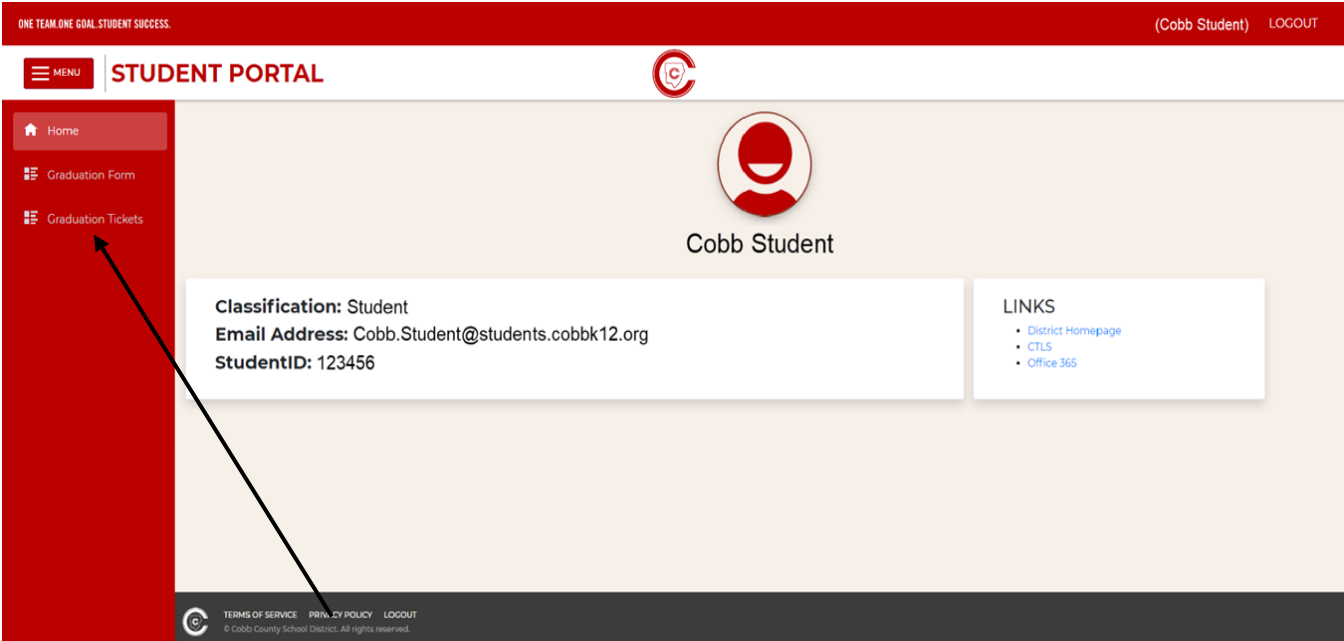 ONE TEAM.ONE GOAL.STUDENT SUCCESS.
(Cobb Student) LOGOUT
MENU
STUDENT PORTAL
C
Home
Graduation Form
Graduation Tickets
Cobb Student
Classification: Student
Email Address: Cobb.Student@students.cobbk12.org
StudentID: 123456
LINKS
• District Homepage
• CTLS
• Office 365
C
TERMS OF SERVICE PRIVACY POLICY LOGOUT
© Cobb County School District. All rights reserved.